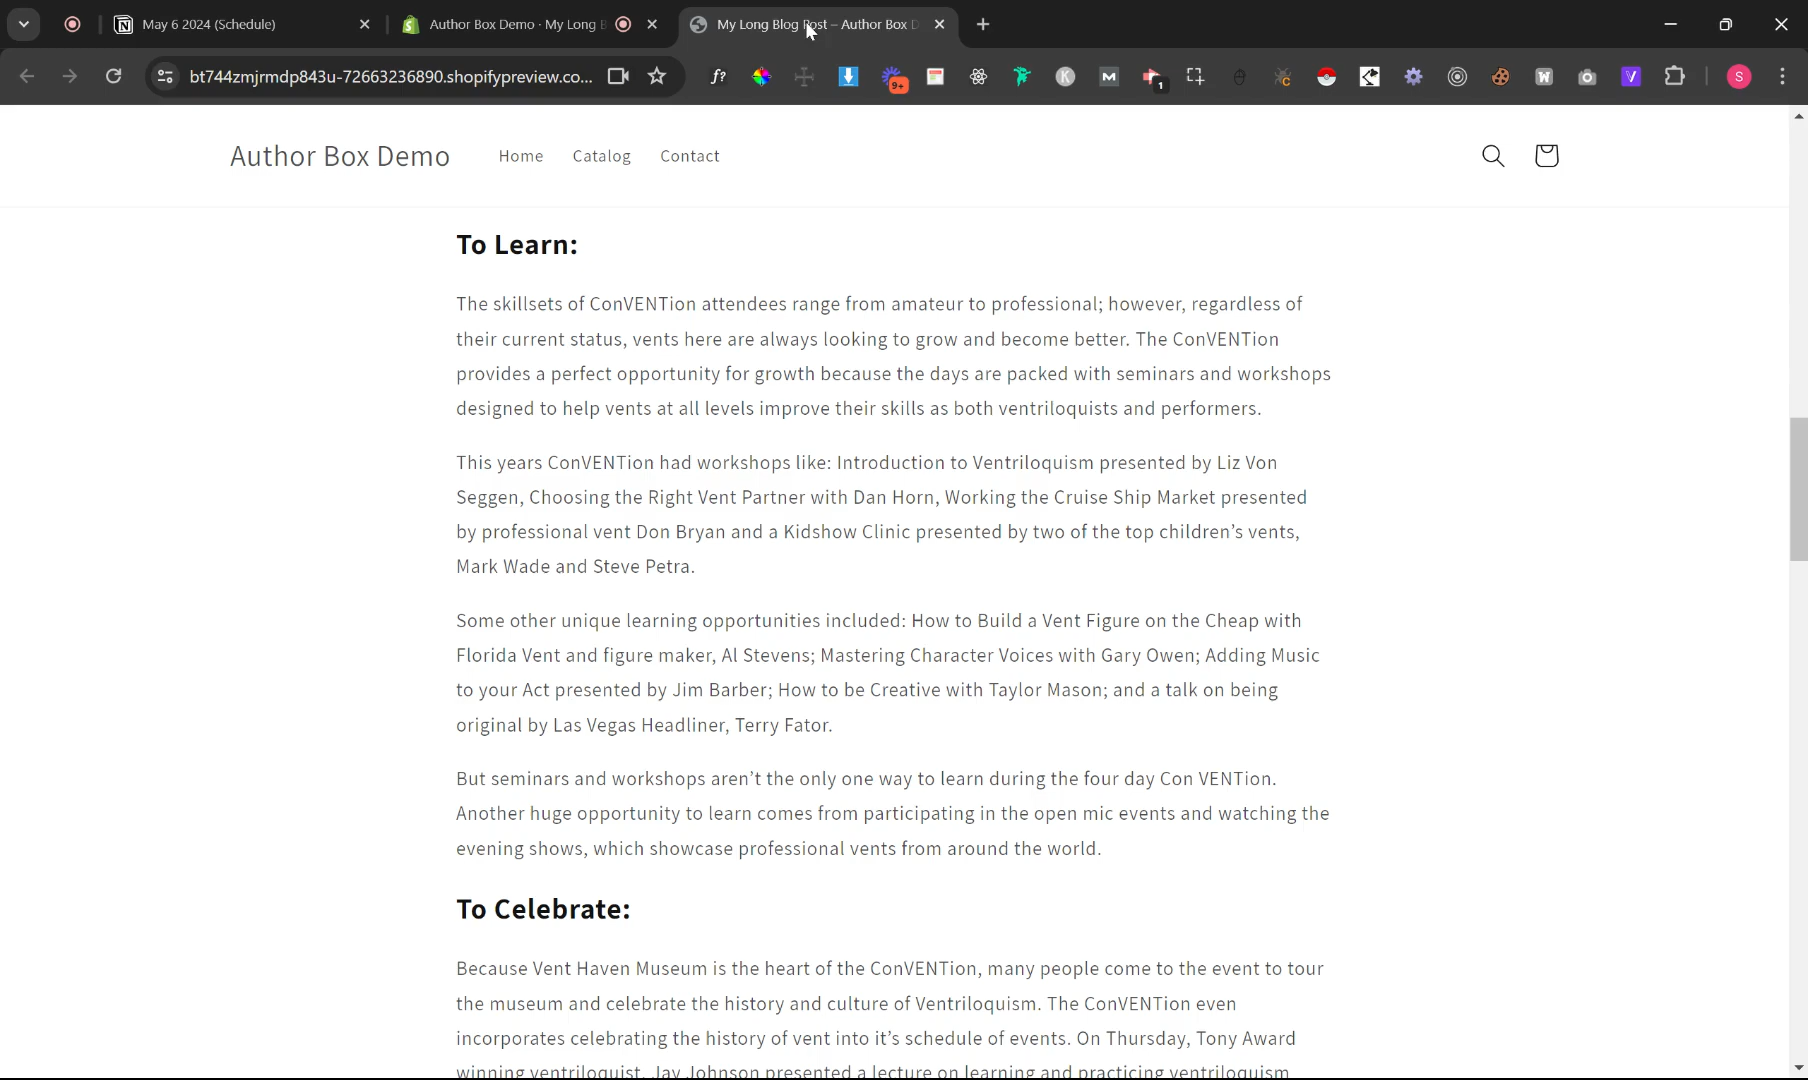 May 6 2024 (Schedule)
Author Box Demo · My Long B
My Long Blog Post – Author Box D
bt744zmjrmdp843u-72663236890.shopifypreview.co...
f?
9+
K
M
1
C
W
V
S
Author Box Demo
Home
Catalog
Contact
To Learn:
The skillsets of ConVENTion attendees range from amateur to professional; however, regardless of
their current status, vents here are always looking to grow and become better. The ConVENTion
provides a perfect opportunity for growth because the days are packed with seminars and workshops
designed to help vents at all levels improve their skills as both ventriloquists and performers.
This years ConVENTion had workshops like: Introduction to Ventriloquism presented by Liz Von
Seggen, Choosing the Right Vent Partner with Dan Horn, Working the Cruise Ship Market presented
by professional vent Don Bryan and a Kidshow Clinic presented by two of the top children’s vents,
Mark Wade and Steve Petra.
Some other unique learning opportunities included: How to Build a Vent Figure on the Cheap with
Florida Vent and figure maker, Al Stevens; Mastering Character Voices with Gary Owen; Adding Music
to your Act presented by Jim Barber; How to be Creative with Taylor Mason; and a talk on being
original by Las Vegas Headliner, Terry Fator.
But seminars and workshops aren’t the only one way to learn during the four day Con VENTion.
Another huge opportunity to learn comes from participating in the open mic events and watching the
evening shows, which showcase professional vents from around the world.
To Celebrate:
Because Vent Haven Museum is the heart of the ConVENTion, many people come to the event to tour
the museum and celebrate the history and culture of Ventriloquism. The ConVENTion even
incorporates celebrating the history of vent into it’s schedule of events. On Thursday, Tony Award
winning ventriloquist, Jay Johnson presented a lecture on learning and practicing ventriloquism